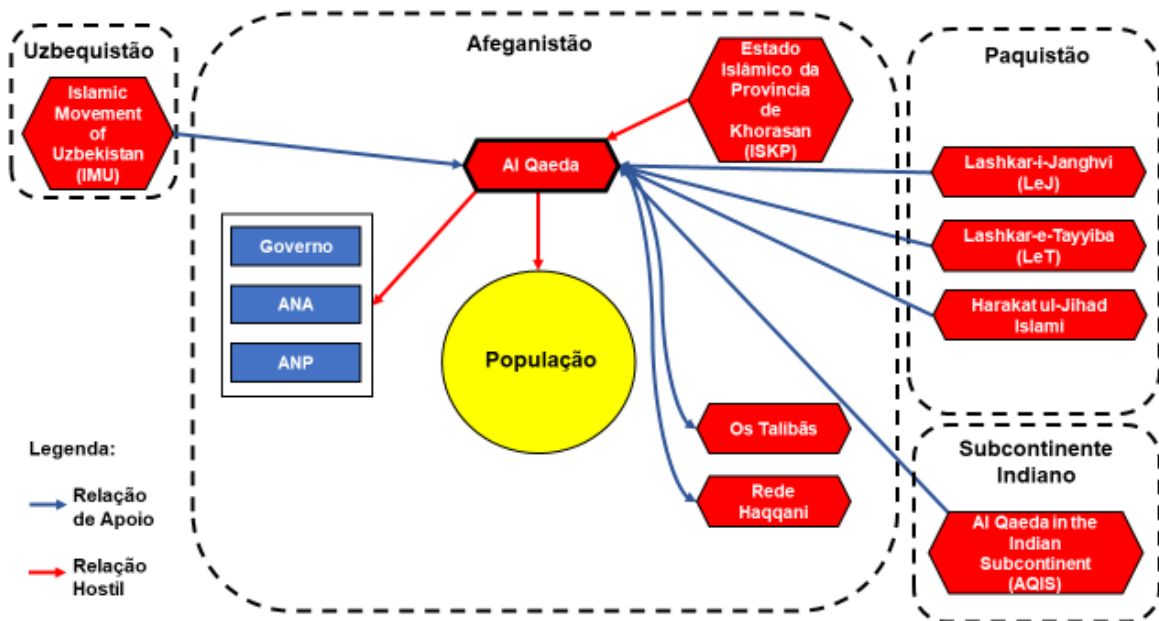 Uzbequistão
Islamic
Movement
of
Uzbekistan
(IMU)
Afeganistão
Estado
Islâmico da
Província
de
Khorasan
(ISKP)
Al Qaeda
Governo
ANA
ANP
População
Os Talibãs
Rede
Haqqani
Paquistão
Lashkar-i-Janghvi
(LeJ)
Lashkar-e-Tayyiba
(LeT)
Harakat ul-Jihad
Islami
Subcontinente
Indiano
Al Qaeda in the
Indian
Subcontinent
(AQIS)
Legenda:
Relação
de Apoio
Relação
Hostil